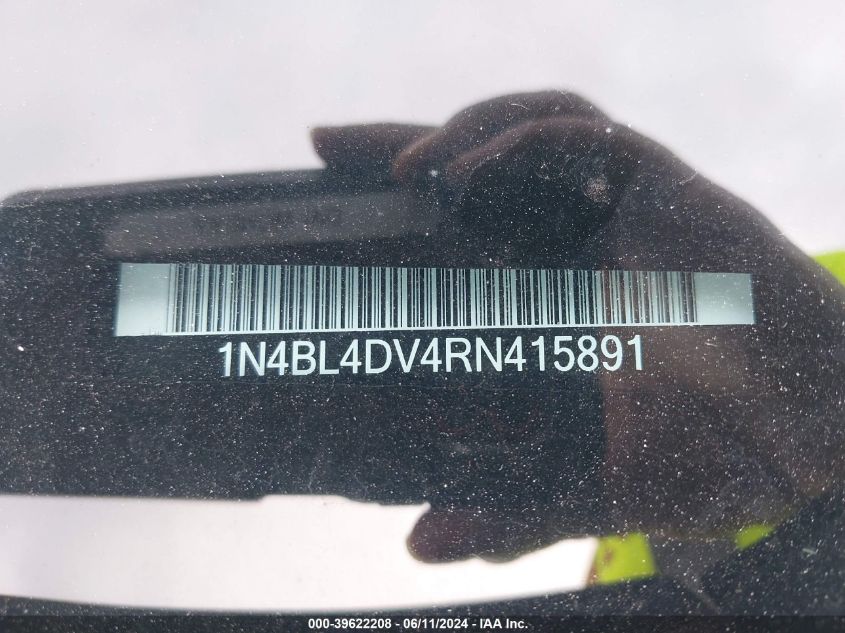 1N4BL4DV4RN415891
000-39622208 - 06/11/2024 - IAA Inc.